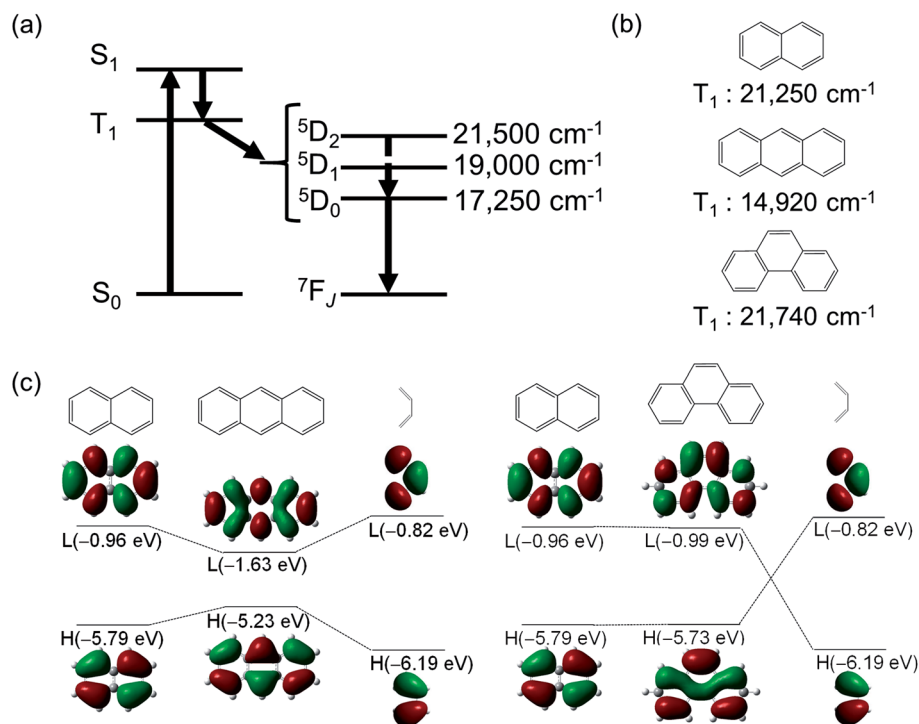 (a)
S₁
T₁
S₀
⁵D₂ 21,500 cm⁻¹
⁵D₁ 19,000 cm⁻¹
⁵D₀ 17,250 cm⁻¹
⁷F_J
(b)
T₁ : 21,250 cm⁻¹
T₁ : 14,920 cm⁻¹
T₁ : 21,740 cm⁻¹
(c)
L(−0.96 eV)
L(−1.63 eV)
L(−0.82 eV)
H(−5.79 eV)
H(−5.23 eV)
H(−6.19 eV)
L(−0.96 eV)
L(−0.99 eV)
L(−0.82 eV)
H(−5.79 eV)
H(−5.73 eV)
H(−6.19 eV)